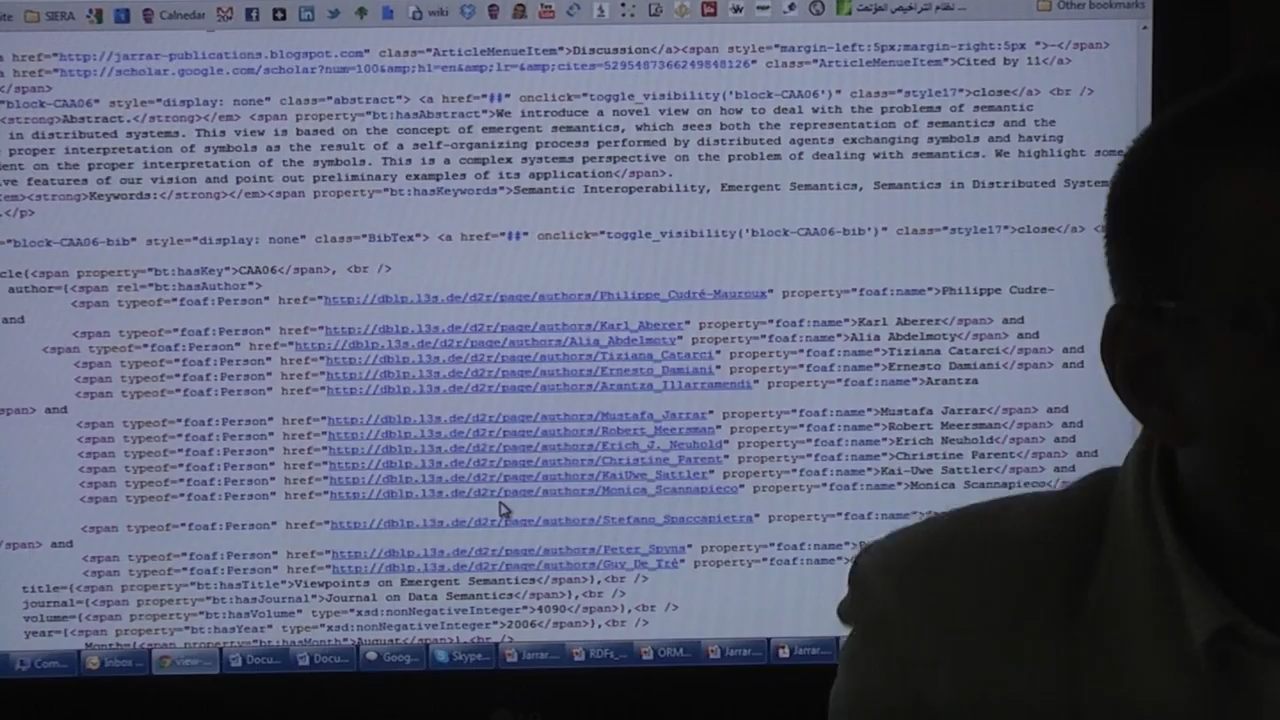 ite SIERA Calnedar wiki نظام التراخيص المؤتمت ... Other bookmarks
a href="http://jarrar-publications.blogspot.com" class="ArticleMenueItem">Discussion</a><span style="margin-left:5px;margin-right:5px ">-</span>
a href="http://scholar.google.com/scholar?num=100&amp;hl=en&amp;lr=&amp;cites=5295487366249848126" class="ArticleMenueItem">Cited by 11</a>
</span>
"block-CAA06" style="display: none" class="abstract"> <a href="##" onclick="toggle_visibility('block-CAA06')" class="style17">close</a> <br />
<strong>Abstract.</strong></em> <span property="bt:hasAbstract">We introduce a novel view on how to deal with the problems of semantic
in distributed systems. This view is based on the concept of emergent semantics, which sees both the representation of semantics and the
proper interpretation of symbols as the result of a self-organizing process performed by distributed agents exchanging symbols and having
dent on the proper interpretation of the symbols. This is a complex systems perspective on the problem of dealing with semantics. We highlight some
ve features of our vision and point out preliminary examples of its application</span>.
em><strong>Keywords:</strong></em><span property="bt:hasKeywords">Semantic Interoperability, Emergent Semantics, Semantics in Distributed System
.</p>
="block-CAA06-bib" style="display: none" class="BibTex"> <a href="##" onclick="toggle_visibility('block-CAA06-bib')" class="style17">close</a>
cle{<span property="bt:hasKey">CAA06</span>, <br />
author={<span rel="bt:hasAuthor">
<span typeof="foaf:Person" href="http://dblp.l3s.de/d2r/page/authors/Philippe_Cudré-Mauroux" property="foaf:name">Philippe Cudre-
and
<span typeof="foaf:Person" href="http://dblp.l3s.de/d2r/page/authors/Karl_Aberer" property="foaf:name">Karl Aberer</span> and
<span typeof="foaf:Person" href="http://dblp.l3s.de/d2r/page/authors/Alia_Abdelmoty" property="foaf:name">Alia Abdelmoty</span> and
<span typeof="foaf:Person" href="http://dblp.l3s.de/d2r/page/authors/Tiziana_Catarci" property="foaf:name">Tiziana Catarci</span> and
<span typeof="foaf:Person" href="http://dblp.l3s.de/d2r/page/authors/Ernesto_Damiani" property="foaf:name">Ernesto Damiani</span> and
<span typeof="foaf:Person" href="http://dblp.l3s.de/d2r/page/authors/Arantza_Illarramendi" property="foaf:name">Arantza
span> and
<span typeof="foaf:Person" href="http://dblp.l3s.de/d2r/page/authors/Mustafa_Jarrar" property="foaf:name">Mustafa Jarrar</span> and
<span typeof="foaf:Person" href="http://dblp.l3s.de/d2r/page/authors/Robert_Meersman" property="foaf:name">Robert Meersman</span> and
<span typeof="foaf:Person" href="http://dblp.l3s.de/d2r/page/authors/Erich_J._Neuhold" property="foaf:name">Erich Neuhold</span> and
<span typeof="foaf:Person" href="http://dblp.l3s.de/d2r/page/authors/Christine_Parent" property="foaf:name">Christine Parent</span> and
<span typeof="foaf:Person" href="http://dblp.l3s.de/d2r/page/authors/KaiUwe_Sattler" property="foaf:name">Kai-Uwe Sattler</span> and
<span typeof="foaf:Person" href="http://dblp.l3s.de/d2r/page/authors/Monica_Scannapieco" property="foaf:name">Monica Scannapieco</
<span typeof="foaf:Person" href="http://dblp.l3s.de/d2r/page/authors/Stefano_Spaccapietra" property="foaf:name">
/span> and
<span typeof="foaf:Person" href="http://dblp.l3s.de/d2r/page/authors/Peter_Spyns" property="foaf:name">
<span typeof="foaf:Person" href="http://dblp.l3s.de/d2r/page/authors/Guy_De_Tré" property="foaf:name">
title={<span property="bt:hasTitle">Viewpoints on Emergent Semantics</span>},<br />
journal={<span property="bt:hasJournal">Journal on Data Semantics</span>},<br />
volume={<span property="bt:hasVolume" type="xsd:nonNegativeInteger">4090</span>},<br />
year={<span property="bt:hasYear" type="xsd:nonNegativeInteger">2006</span>},<br />
Month={<span property="bt:hasMonth">August</span>},<br />
Com... Inbox ... view-... Docu... Docu... Goog... Skype... Jarrar.... RDFs_... ORM... Jarrar.... Jarrar....